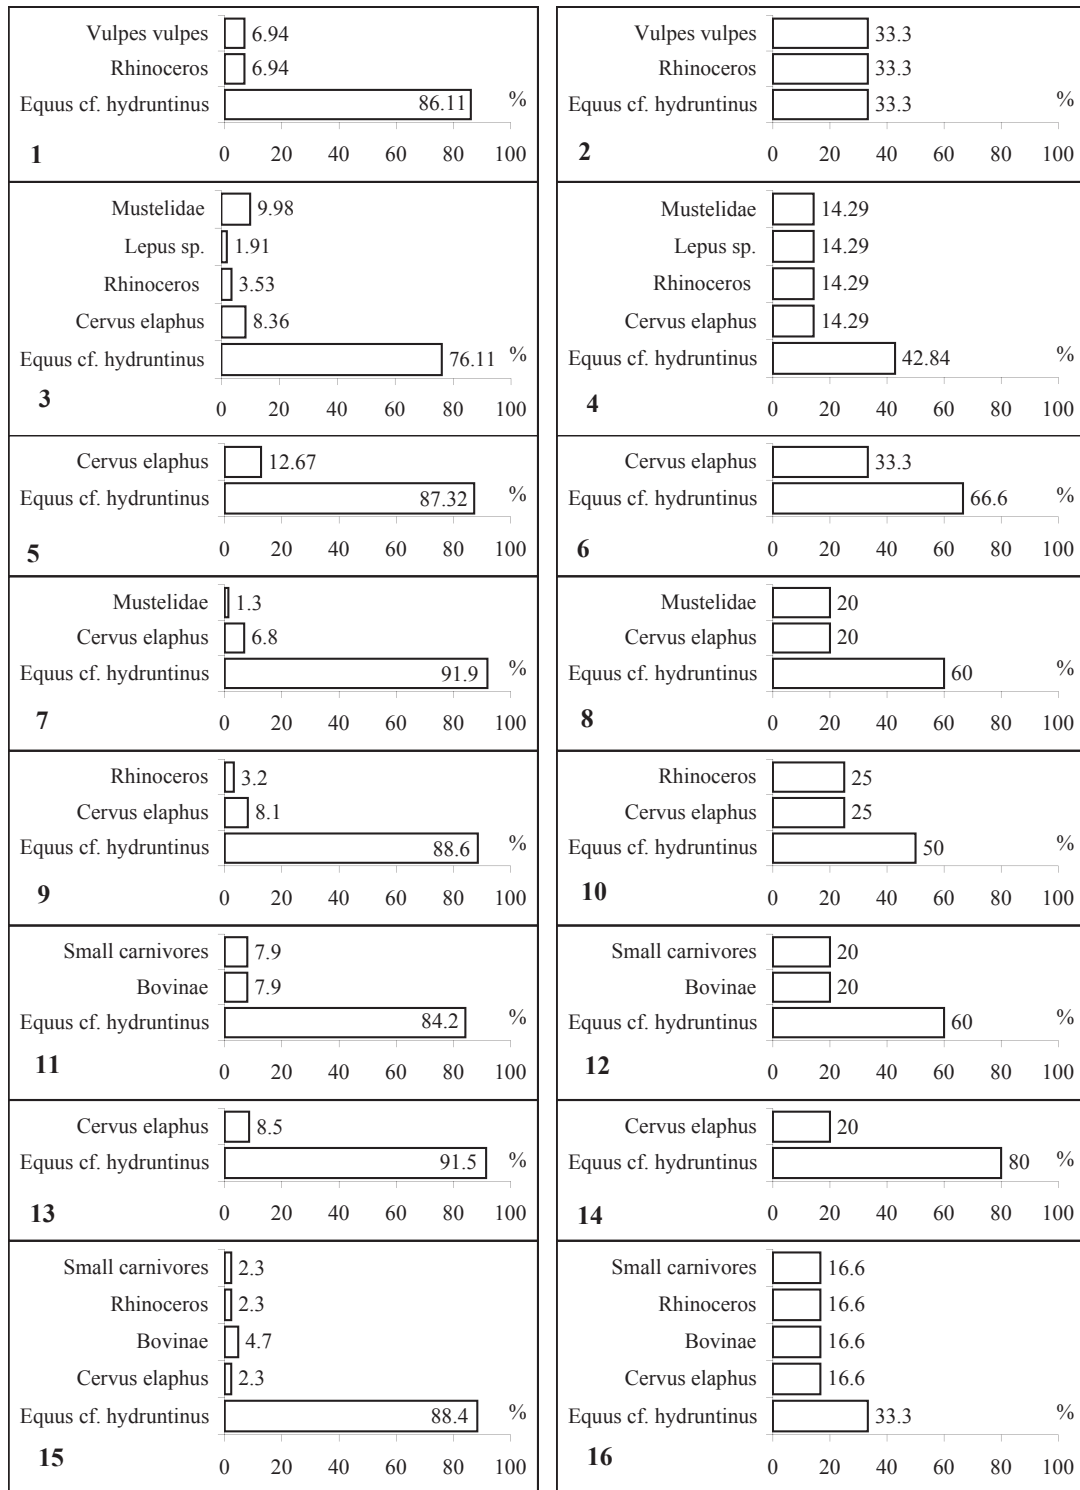 Vulpes vulpes 6.94
Rhinoceros 6.94
Equus cf. hydruntinus 86.11 %
1 0 20 40 60 80 100
Vulpes vulpes 33.3
Rhinoceros 33.3
Equus cf. hydruntinus 33.3 %
2 0 20 40 60 80 100
Mustelidae 9.98
Lepus sp. 1.91
Rhinoceros 3.53
Cervus elaphus 8.36
Equus cf. hydruntinus 76.11 %
3 0 20 40 60 80 100
Mustelidae 14.29
Lepus sp. 14.29
Rhinoceros 14.29
Cervus elaphus 14.29
Equus cf. hydruntinus 42.84 %
4 0 20 40 60 80 100
Cervus elaphus 12.67
Equus cf. hydruntinus 87.32 %
5 0 20 40 60 80 100
Cervus elaphus 33.3
Equus cf. hydruntinus 66.6 %
6 0 20 40 60 80 100
Mustelidae 1.3
Cervus elaphus 6.8
Equus cf. hydruntinus 91.9 %
7 0 20 40 60 80 100
Mustelidae 20
Cervus elaphus 20
Equus cf. hydruntinus 60 %
8 0 20 40 60 80 100
Rhinoceros 3.2
Cervus elaphus 8.1
Equus cf. hydruntinus 88.6 %
9 0 20 40 60 80 100
Rhinoceros 25
Cervus elaphus 25
Equus cf. hydruntinus 50 %
10 0 20 40 60 80 100
Small carnivores 7.9
Bovinae 7.9
Equus cf. hydruntinus 84.2 %
11 0 20 40 60 80 100
Small carnivores 20
Bovinae 20
Equus cf. hydruntinus 60 %
12 0 20 40 60 80 100
Cervus elaphus 8.5
Equus cf. hydruntinus 91.5 %
13 0 20 40 60 80 100
Cervus elaphus 20
Equus cf. hydruntinus 80 %
14 0 20 40 60 80 100
Small carnivores 2.3
Rhinoceros 2.3
Bovinae 4.7
Cervus elaphus 2.3
Equus cf. hydruntinus 88.4 %
15 0 20 40 60 80 100
Small carnivores 16.6
Rhinoceros 16.6
Bovinae 16.6
Cervus elaphus 16.6
Equus cf. hydruntinus 33.3 %
16 0 20 40 60 80 100